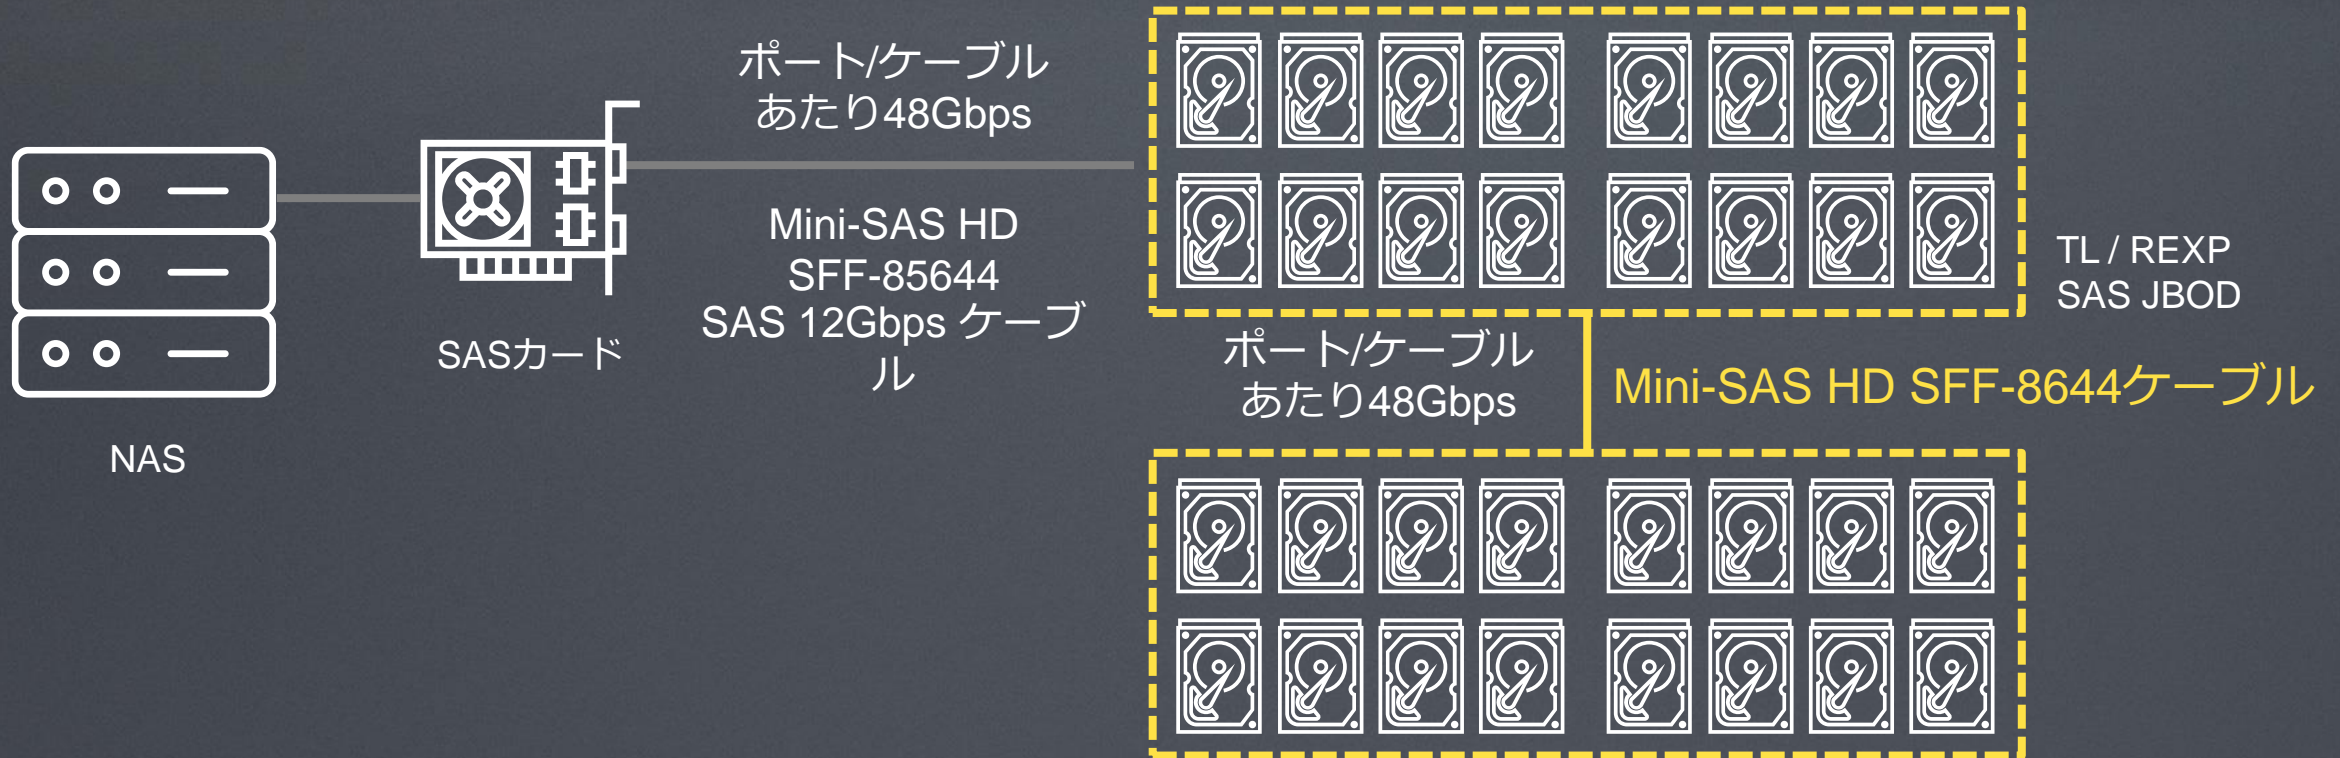 ポート/ケーブル
あたり48Gbps
Mini-SAS HD
SFF-85644
SAS 12Gbps ケーブ
ル
SASカード
NAS
TL / REXP
SAS JBOD
ポート/ケーブル
あたり48Gbps
Mini-SAS HD SFF-8644ケーブル